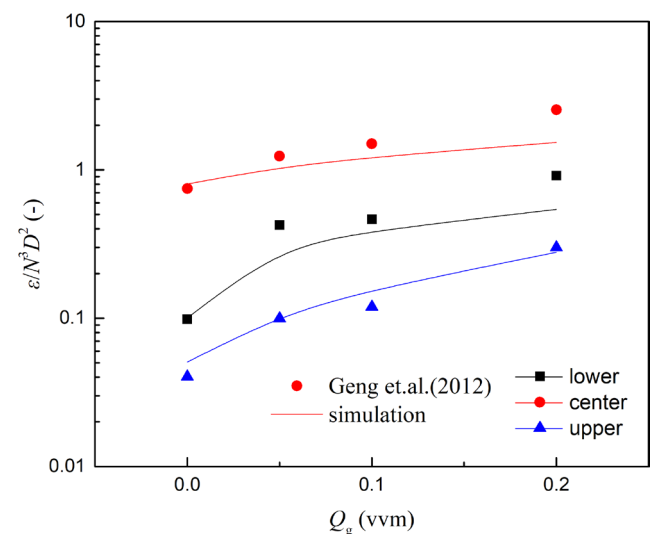 10
1
0.1
0.01
ε/N³D² (-)
Geng et.al.(2012)
simulation
lower
center
upper
0.0
0.1
0.2
Qg (vvm)